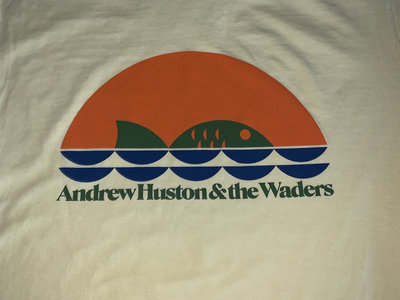 Andrew Huston & the Waders